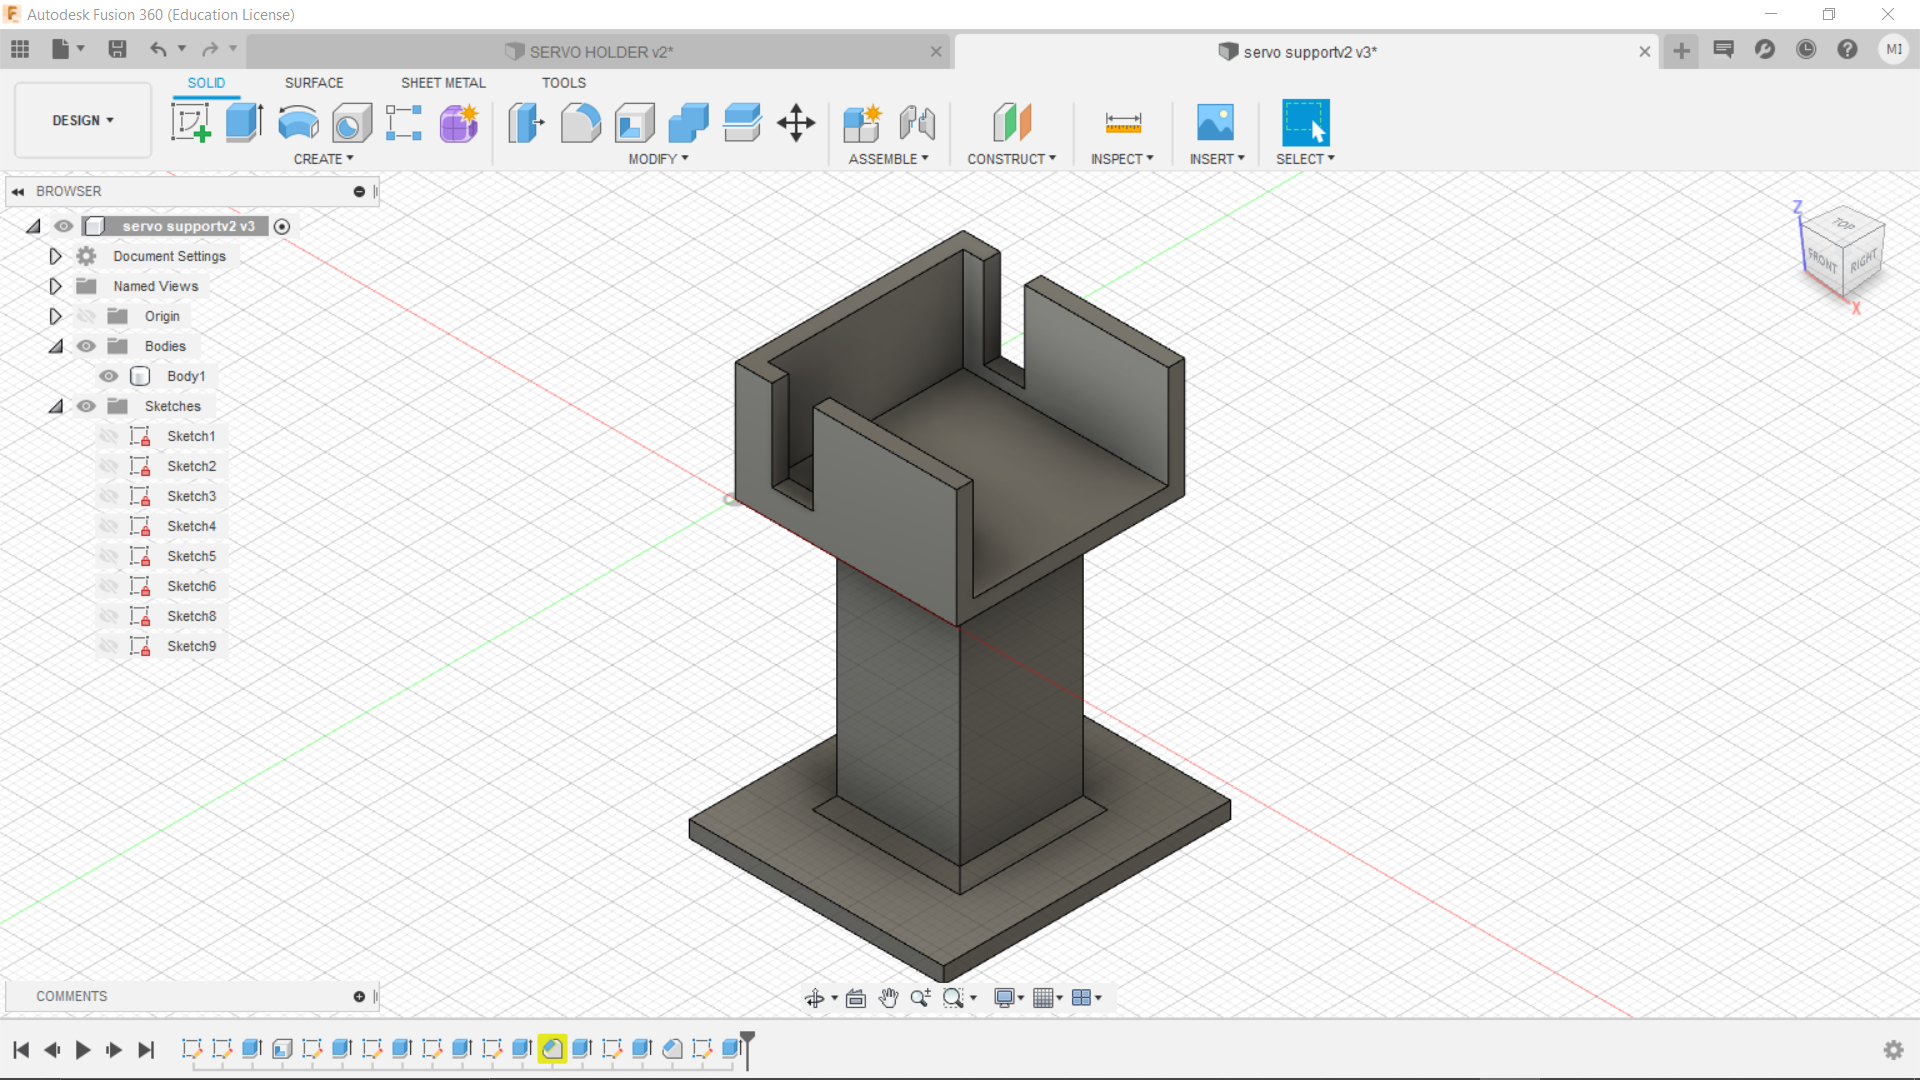 Autodesk Fusion 360 (Education License)
SERVO HOLDER v2*
servo supportv2 v3*
MI
SOLID
SURFACE
SHEET METAL
TOOLS
DESIGN
CREATE
MODIFY
ASSEMBLE
CONSTRUCT
INSPECT
INSERT
SELECT
BROWSER
servo supportv2 v3
Document Settings
Named Views
Origin
Bodies
Body1
Sketches
Sketch1
Sketch2
Sketch3
Sketch4
Sketch5
Sketch6
Sketch8
Sketch9
Z
TOP
FRONT
RIGHT
X
COMMENTS